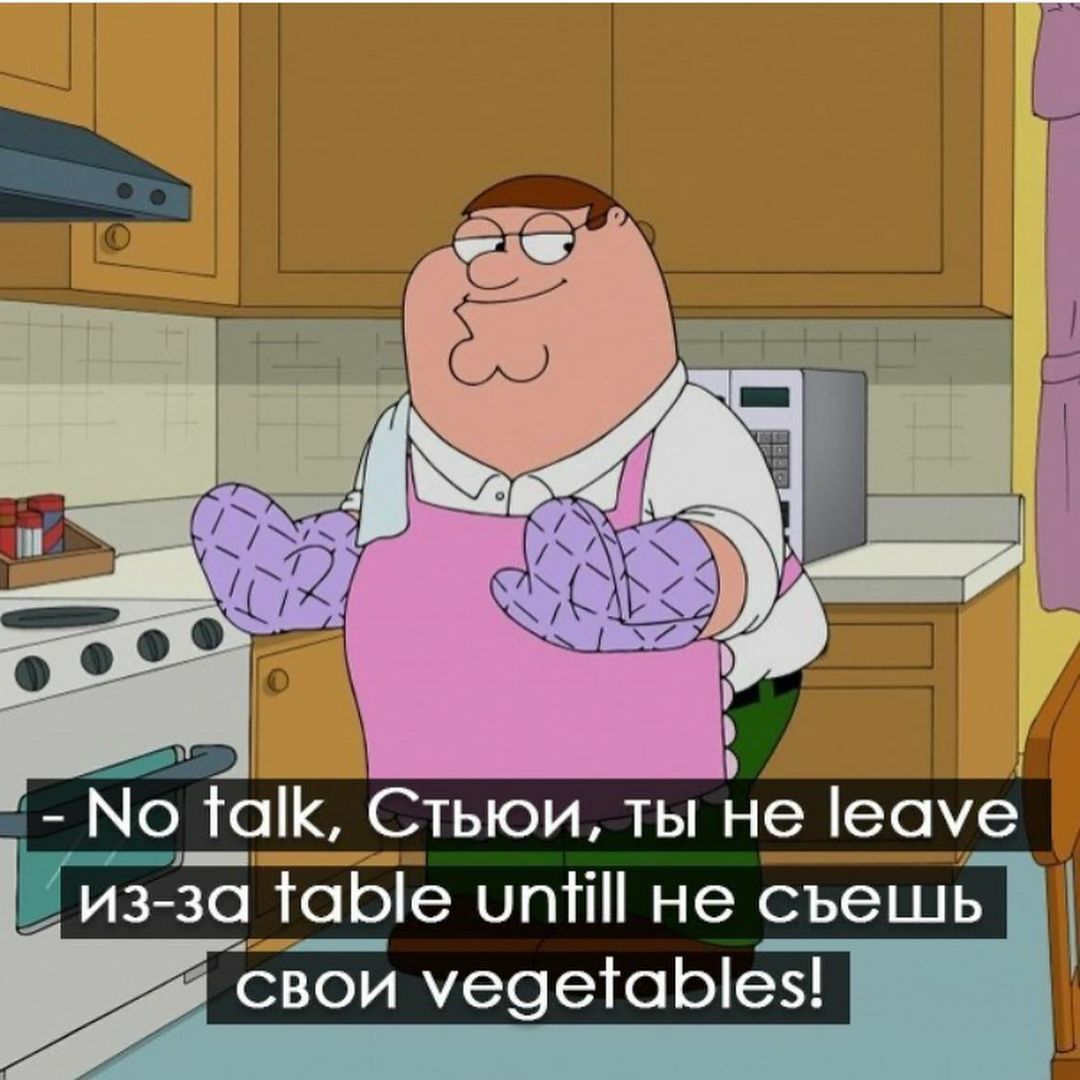 - No talk, Стьюи, ты не leave
из-за table untill не съешь
свои vegetables!